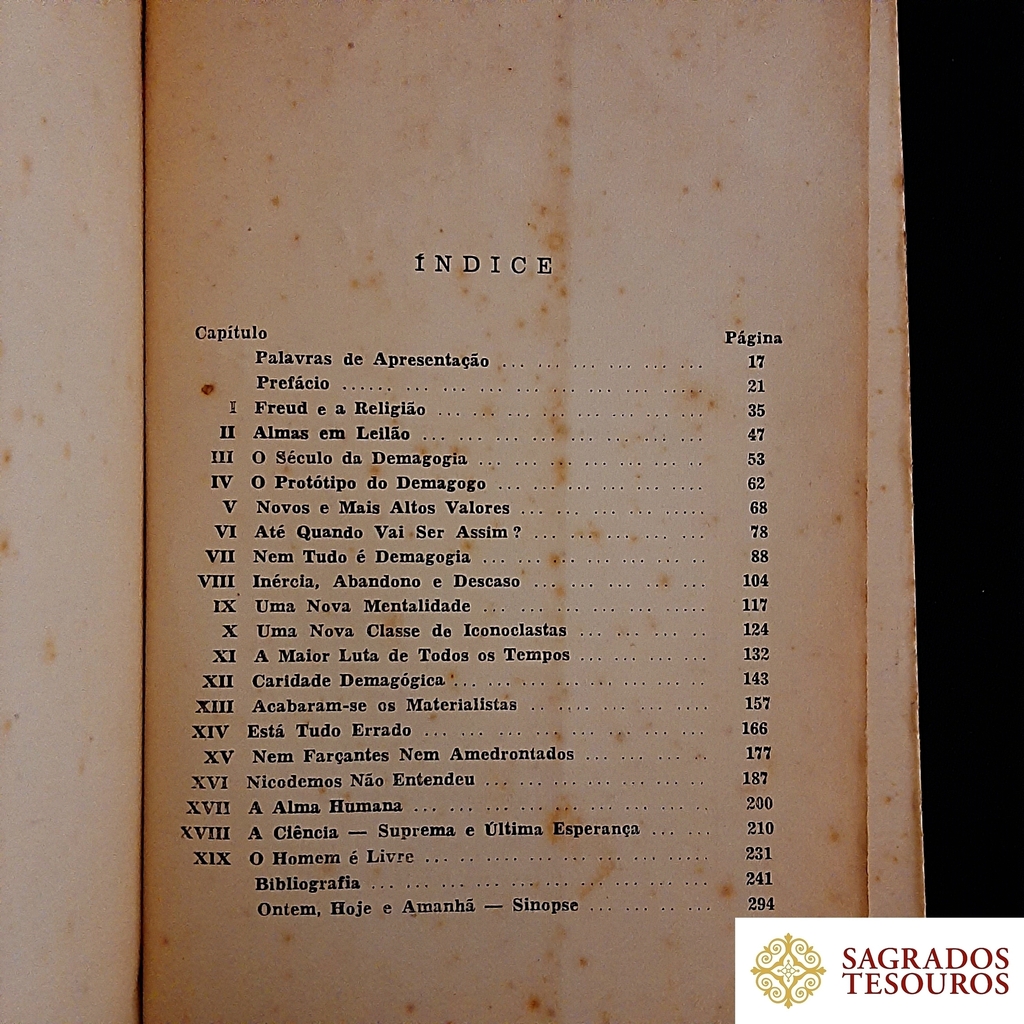 ÍNDICE
Capítulo Página
Palavras de Apresentação ... ... ... ... ... ... 17
Prefácio ...... ... ... ... ... ... ... ... ... ... 21
I Freud e a Religião ... ... ... ... ... ... ... ... 35
II Almas em Leilão ... ... ... ... ... ... ... ... 47
III O Século da Demagogia ... ... ... ... ... ... ... 53
IV O Protótipo do Demagogo ... ... ... ... ... .... 62
V Novos e Mais Altos Valores ... ... ... ... ..... 68
VI Até Quando Vai Ser Assim? ... ... ... ... ... 78
VII Nem Tudo é Demagogia ... ... ... ... ... ... .. 88
VIII Inércia, Abandono e Descaso ... ... ... ... ... 104
IX Uma Nova Mentalidade ... ... ... ... ... ..... 117
X Uma Nova Classe de Iconoclastas ... ... ... .. 124
XI A Maior Luta de Todos os Tempos ... ... ... ... 132
XII Caridade Demagógica ... ... ... ... ... ... ... 143
XIII Acabaram-se os Materialistas .. ... ... ... .... 157
XIV Está Tudo Errado ... ... ... ... ... ... ... ... 166
XV Nem Farçantes Nem Amedrontados ... ... ... .. 177
XVI Nicodemos Não Entendeu ... ... ... ... ... ... 187
XVII A Alma Humana ... ... ... ... ... ... ... ... 200
XVIII A Ciência — Suprema e Última Esperança ... ... 210
XIX O Homem é Livre ... .. ... ... ... ... ... ..... 231
Bibliografia ... ... ... ... ... ... ... ... ... 241
Ontem, Hoje e Amanhã — Sinopse ... ... .. ... 294
SAGRADOS
TESOUROS